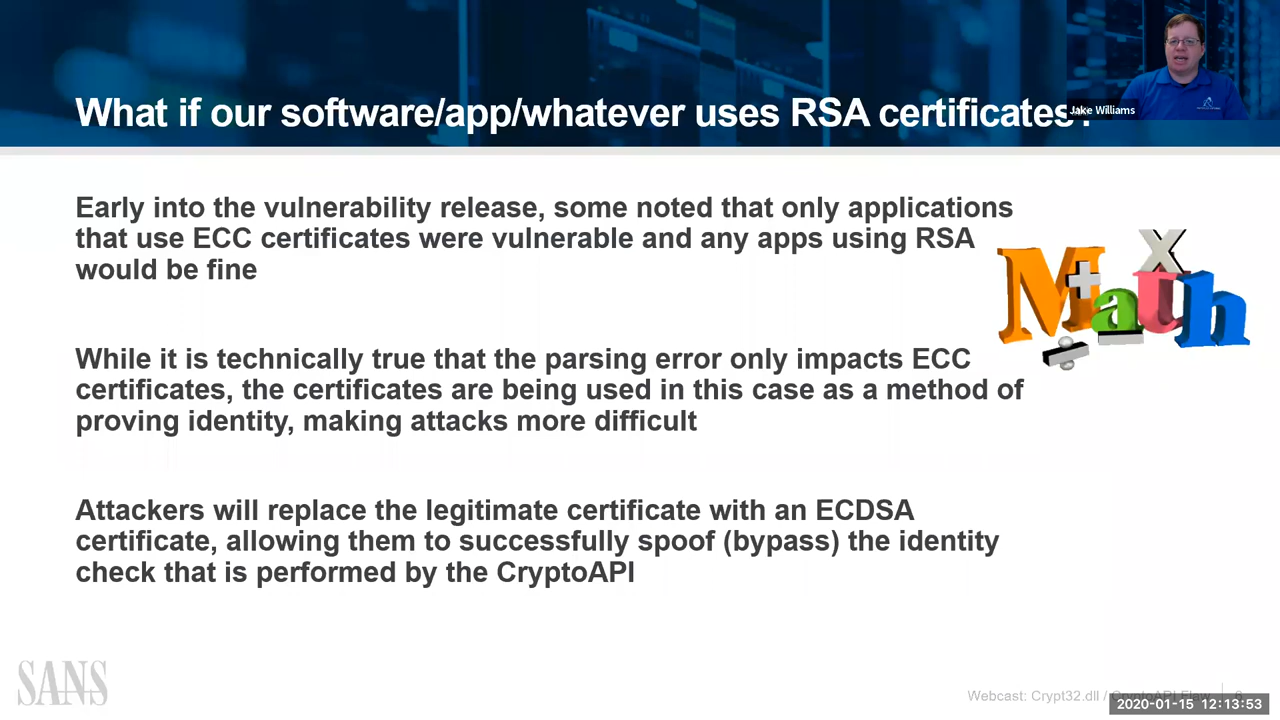 Jake Williams
What if our software/app/whatever uses RSA certificates?
Early into the vulnerability release, some noted that only applications
that use ECC certificates were vulnerable and any apps using RSA
would be fine
Math
While it is technically true that the parsing error only impacts ECC
certificates, the certificates are being used in this case as a method of
proving identity, making attacks more difficult
Attackers will replace the legitimate certificate with an ECDSA
certificate, allowing them to successfully spoof (bypass) the identity
check that is performed by the CryptoAPI
SANS
Webcast: Crypt32.dll / CryptoAPI Flaw 6
2020-01-15 12:13:53